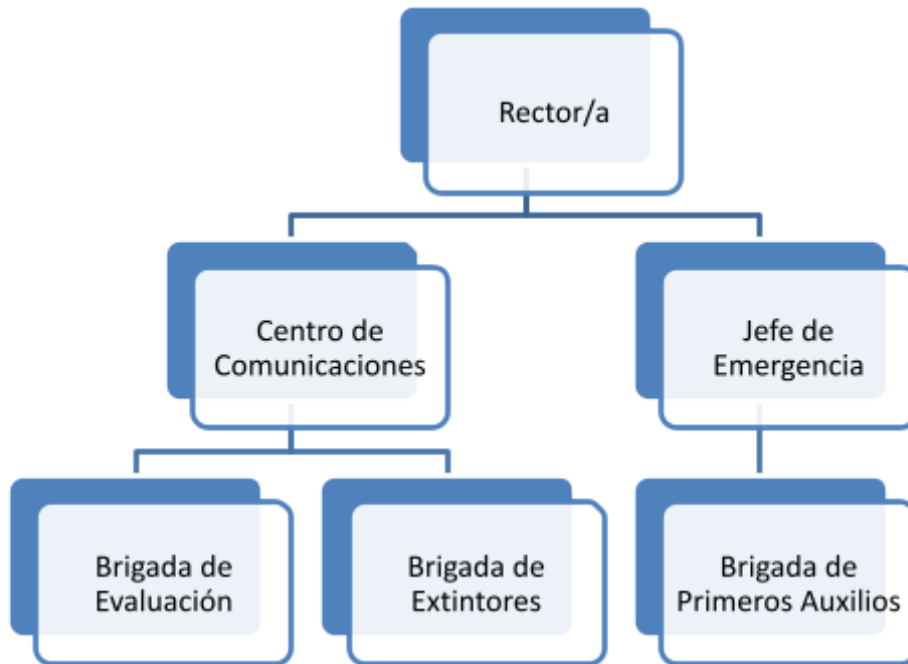 Rector/a
Centro de
Comunicaciones
Jefe de
Emergencia
Brigada de
Evaluación
Brigada de
Extintores
Brigada de
Primeros Auxilios